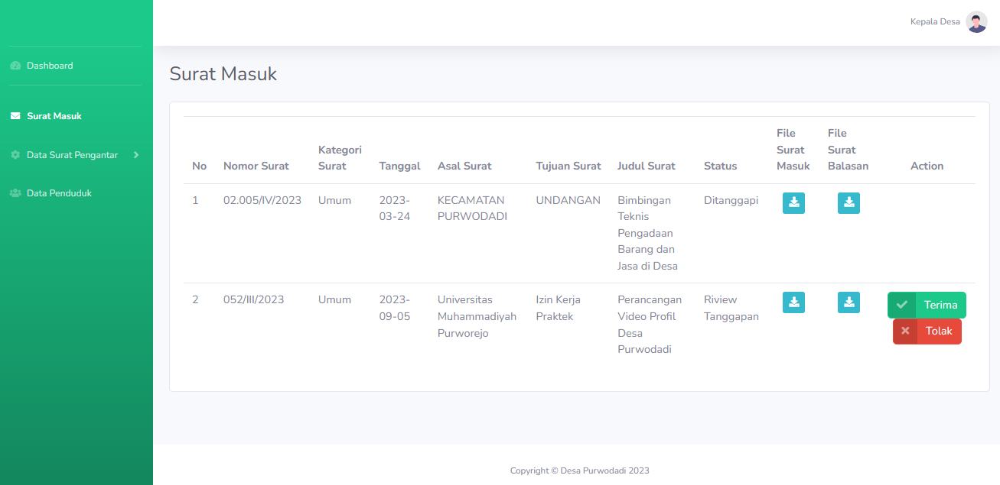 Kepala Desa
Dashboard
Surat Masuk
Data Surat Pengantar
Data Penduduk
Surat Masuk
No
Nomor Surat
Kategori
Surat
Tanggal
Asal Surat
Tujuan Surat
Judul Surat
Status
File
Surat
Masuk
File
Surat
Balasan
Action
1
02.005/IV/2023
Umum
2023-
03-24
KECAMATAN
PURWODADI
UNDANGAN
Bimbingan
Teknis
Pengadaan
Barang dan
Jasa di Desa
Ditanggapi
2
052/III/2023
Umum
2023-
09-05
Universitas
Muhammadiyah
Purworejo
Izin Kerja
Praktek
Perancangan
Video Profil
Desa
Purwodadi
Riview
Tanggapan
Terima
Tolak
Copyright © Desa Purwodadi 2023